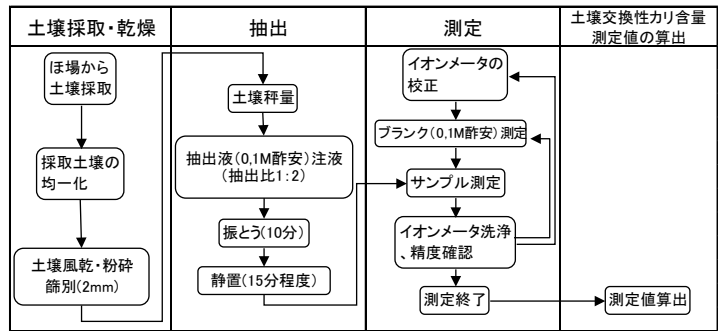 土壌採取・乾燥
ほ場から
土壌採取
採取土壌の
均一化
土壌風乾・粉砕
篩別(2mm)
抽出
土壌秤量
抽出液(0,1M酢安)注液
(抽出比1:2)
振とう(10分)
静置(15分程度)
測定
イオンメータの
校正
ブランク(0,1M酢安)測定
サンプル測定
イオンメータ洗浄
、精度確認
測定終了
土壌交換性カリ含量
測定値の算出
測定値算出